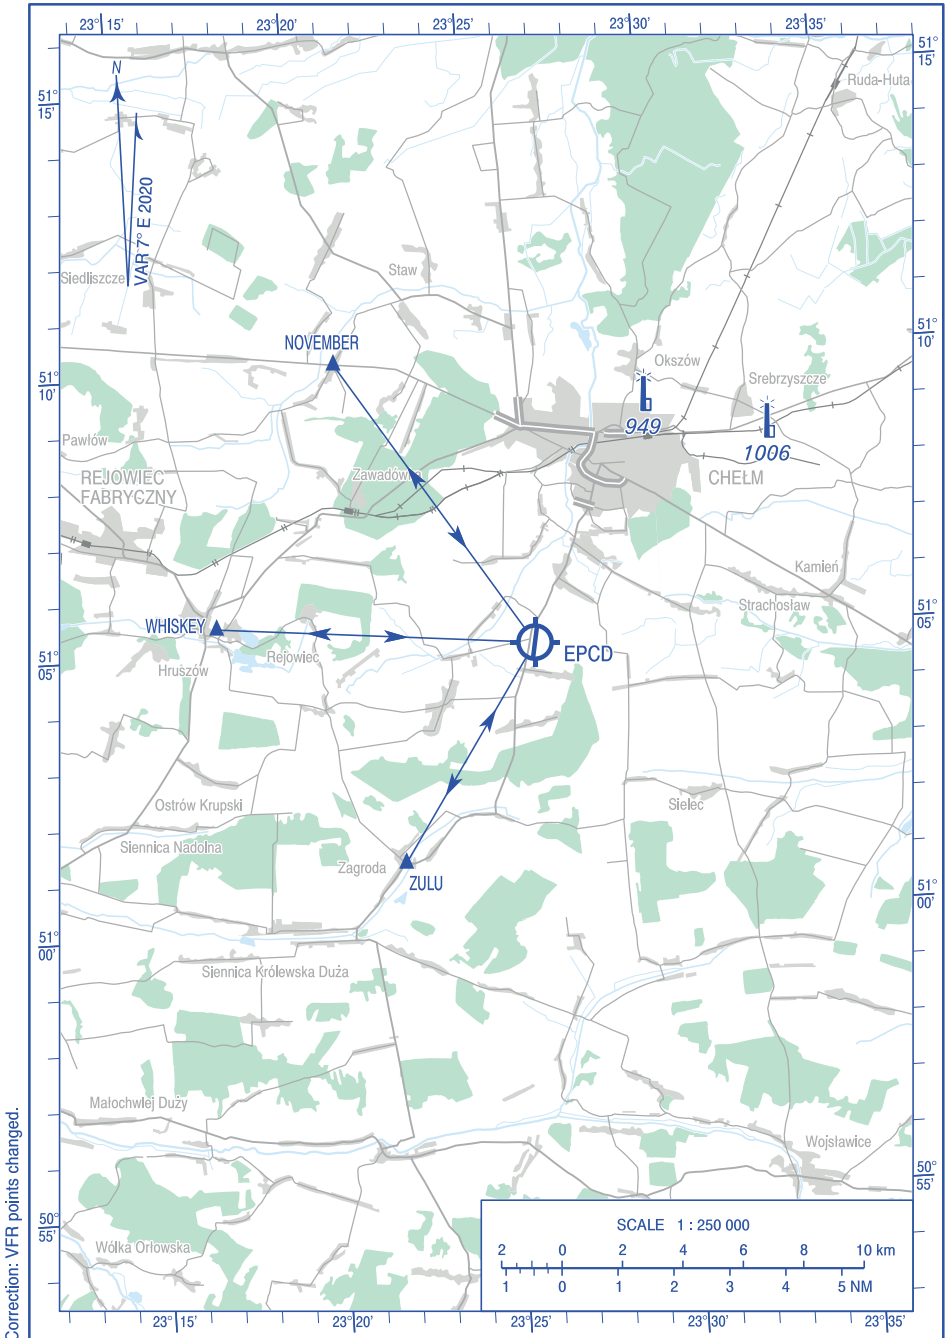 23°15' 23°20' 23°25' 23°30' 23°35'
51°
15'
Ruda-Huta
N
51°
15'
VAR 7° E 2020
Siedliszcze
Staw
51°
10'
NOVEMBER
Okszów
Srebrzyszcze
51°
10'
949
1006
Pawłów
REJOWIEC
FABRYCZNY
Zawadówka
CHEŁM
Kamień
Strachosław
51°
05'
WHISKEY
EPCD
Rejowiec
Hruszów
51°
05'
Ostrów Krupski
Sielec
Siennica Nadolna
Zagroda
ZULU
51°
00'
51°
00'
Siennica Królewska Duża
Małochwiej Duży
Wojsławice
50°
55'
50°
55'
Wólka Orłowska
SCALE 1 : 250 000
2 0 2 4 6 8 10 km
1 0 1 2 3 4 5 NM
23°15' 23°20' 23°25' 23°30' 23°35'
Correction: VFR points changed.